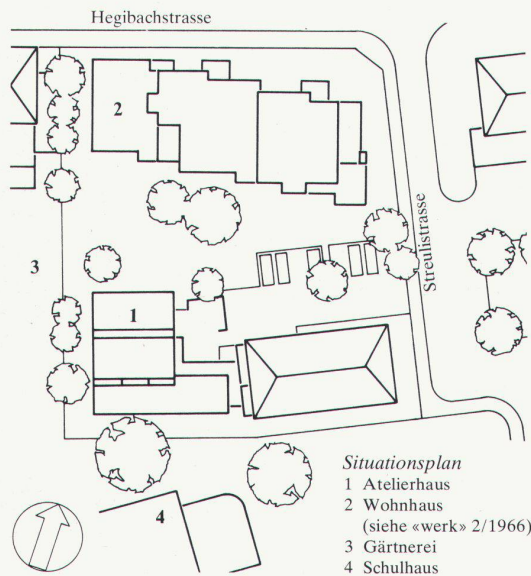 Hegibachstrasse
2
3
1
Streulistrasse
4
Situationsplan
1 Atelierhaus
2 Wohnhaus
(siehe «werk» 2/1966)
3 Gärtnerei
4 Schulhaus